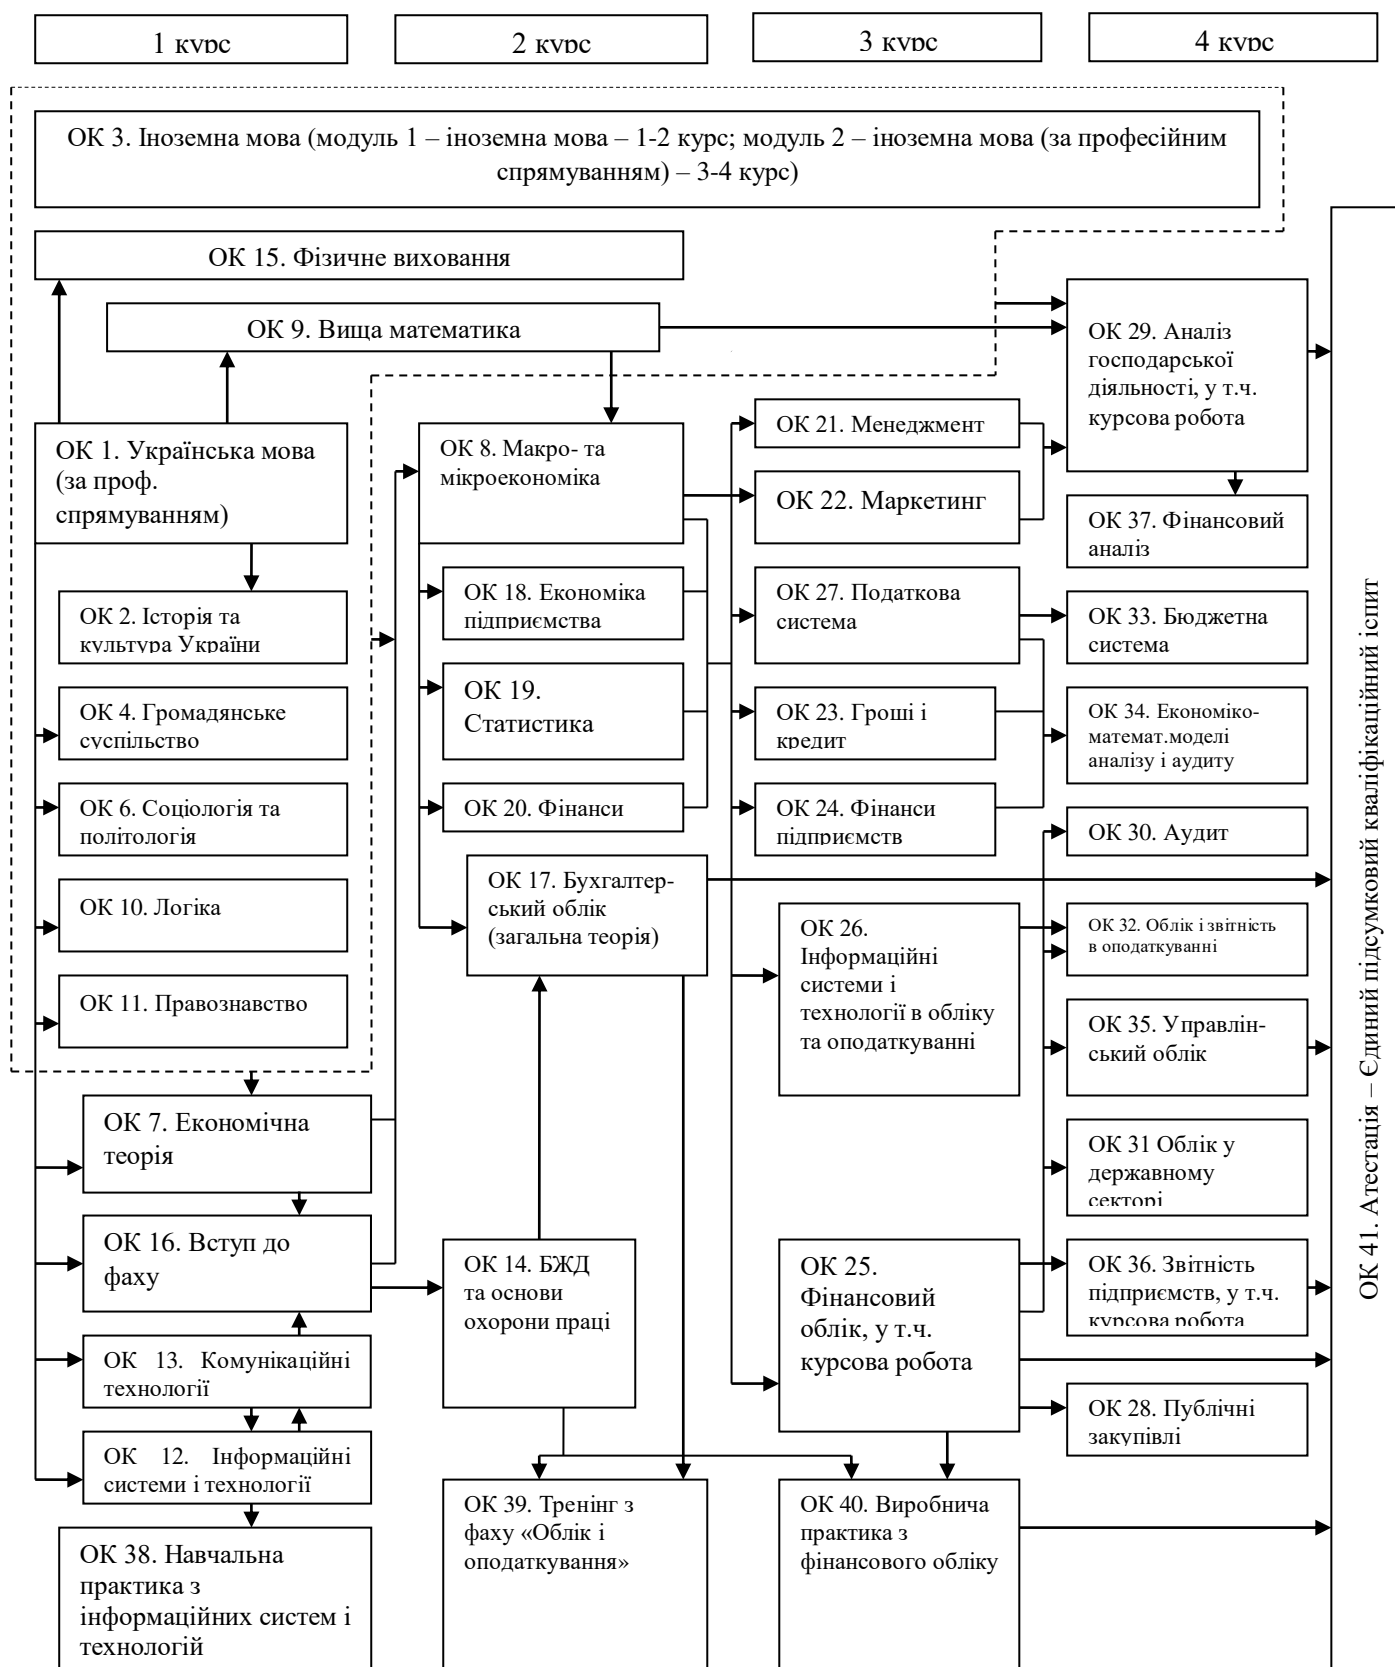 1 курс
2 курс
3 курс
4 курс
ОК 3. Іноземна мова (модуль 1 – іноземна мова – 1-2 курс; модуль 2 – іноземна мова (за професійним
спрямуванням) – 3-4 курс)
ОК 15. Фізичне виховання
ОК 9. Вища математика
ОК 29. Аналіз
господарської
діяльності, у т.ч.
курсова робота
ОК 1. Українська мова
(за проф.
спрямуванням)
ОК 8. Макро- та
мікроекономіка
ОК 21. Менеджмент
ОК 22. Маркетинг
ОК 37. Фінансовий
аналіз
ОК 2. Історія та
культура України
ОК 18. Економіка
підприємства
ОК 27. Податкова
система
ОК 33. Бюджетна
система
ОК 4. Громадянське
суспільство
ОК 19.
Статистика
ОК 23. Гроші і
кредит
ОК 34. Економіко-
математ.моделі
аналізу і аудиту
ОК 6. Соціологія та
політологія
ОК 20. Фінанси
ОК 24. Фінанси
підприємств
ОК 30. Аудит
ОК 10. Логіка
ОК 17. Бухгалтер-
ський облік
(загальна теорія)
ОК 26.
Інформаційні
системи і
технології в обліку
та оподаткуванні
ОК 32. Облік і звітність
в оподаткуванні
ОК 11. Правознавство
ОК 35. Управлін-
ський облік
ОК 7. Економічна
теорія
ОК 31 Облік у
державному
секторі
ОК 16. Вступ до
фаху
ОК 14. БЖД
та основи
охорони праці
ОК 25.
Фінансовий
облік, у т.ч.
курсова робота
ОК 36. Звітність
підприємств, у т.ч.
курсова робота
ОК 13. Комунікаційні
технології
ОК 28. Публічні
закупівлі
ОК 12. Інформаційні
системи і технології
ОК 39. Тренінг з
фаху «Облік і
оподаткування»
ОК 40. Виробнича
практика з
фінансового обліку
ОК 38. Навчальна
практика з
інформаційних систем і
технологій
ОК 41. Атестація – Єдиний підсумковий кваліфікаційний іспит